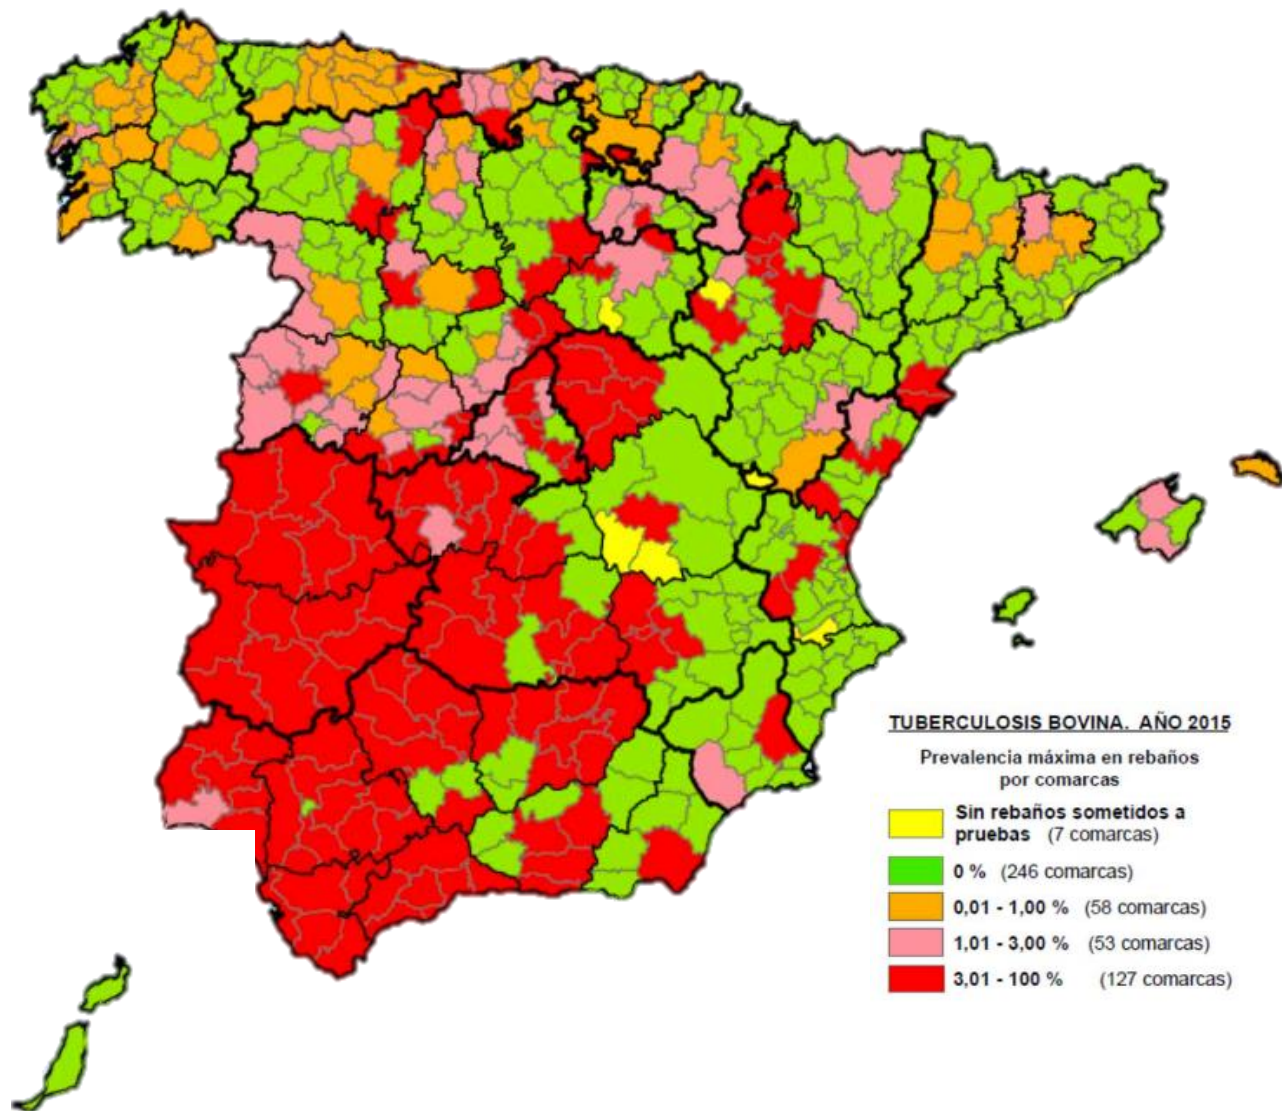 TUBERCULOSIS BOVINA. AÑO 2015
Prevalencia máxima en rebaños
por comarcas
Sin rebaños sometidos a
pruebas (7 comarcas)
0 % (246 comarcas)
0,01 - 1,00 % (58 comarcas)
1,01 - 3,00 % (53 comarcas)
3,01 - 100 % (127 comarcas)